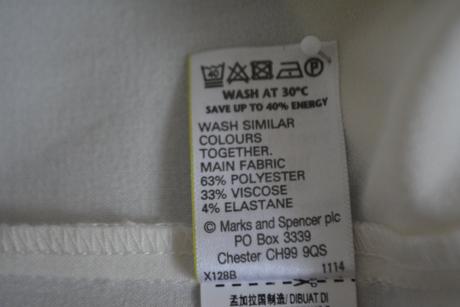 40
P
WASH AT 30°C
SAVE UP TO 40% ENERGY
WASH SIMILAR
COLOURS
TOGETHER.
MAIN FABRIC
63% POLYESTER
33% VISCOSE
4% ELASTANE
© Marks and Spencer plc
PO Box 3339
Chester CH99 9QS
X128B 1114
孟加拉国制造/ DIBUAT DI